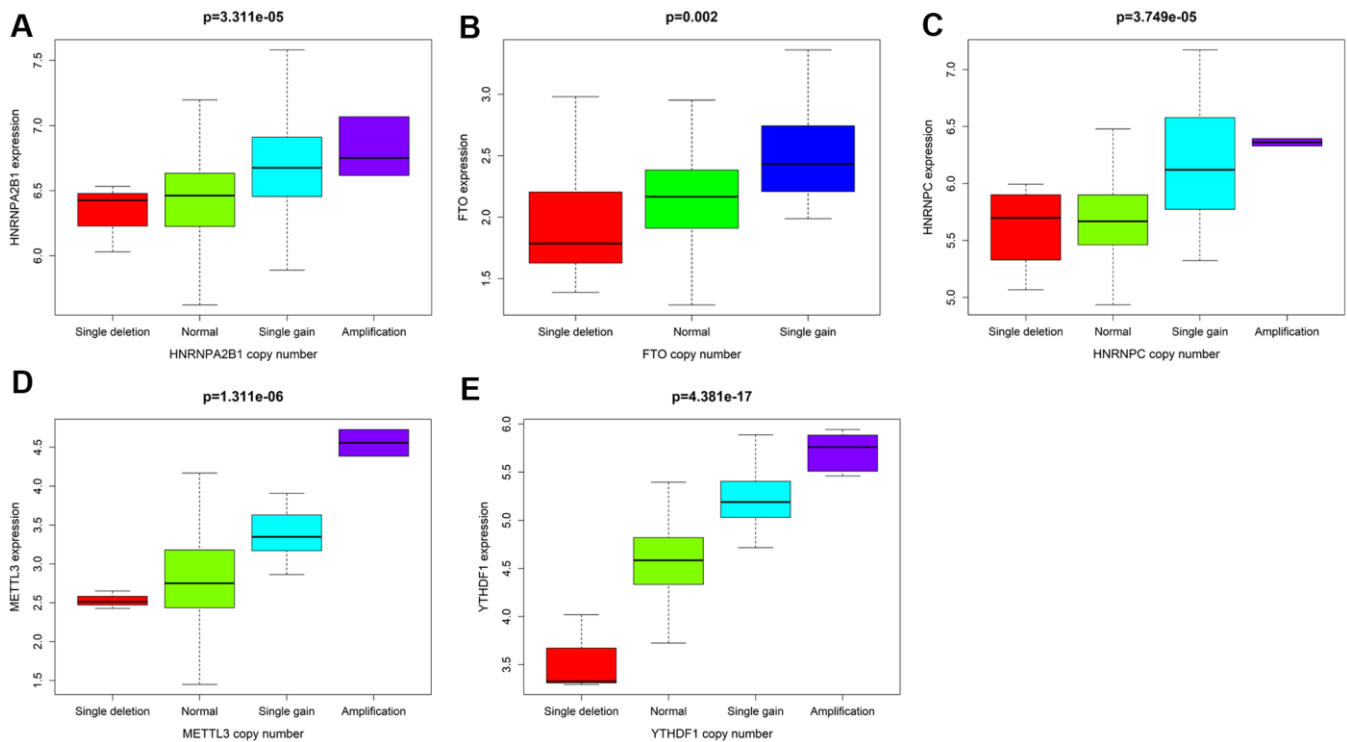 A
p=3.311e-05
HNRNPA2B1 expression
7.5
7.0
6.5
6.0
Single deletion Normal Single gain Amplification
HNRNPA2B1 copy number
B
p=0.002
FTO expression
3.0
2.5
2.0
1.5
Single deletion Normal Single gain
FTO copy number
C
p=3.749e-05
HNRNPC expression
7.0
6.5
6.0
5.5
5.0
Single deletion Normal Single gain Amplification
HNRNPC copy number
D
p=1.311e-06
METTL3 expression
4.5
4.0
3.5
3.0
2.5
2.0
1.5
Single deletion Normal Single gain Amplification
METTL3 copy number
E
p=4.381e-17
YTHDF1 expression
6.0
5.5
5.0
4.5
4.0
3.5
Single deletion Normal Single gain Amplification
YTHDF1 copy number